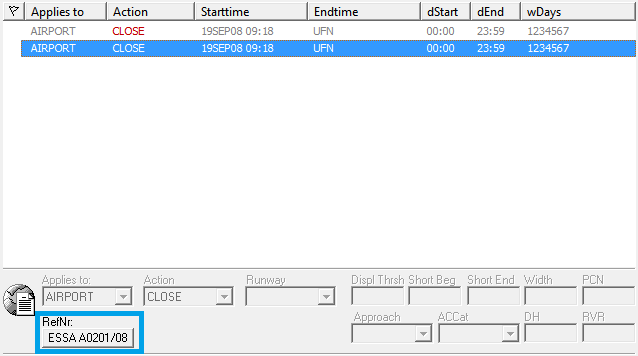 Applies to Action Starttime Endtime dStart dEnd wDays
AIRPORT CLOSE 19SEP08 09:18 UFN 00:00 23:59 1234567
AIRPORT CLOSE 19SEP08 09:18 UFN 00:00 23:59 1234567
Applies to: Action Runway Displ Thrsh Short Beg Short End Width PCN
AIRPORT CLOSE
RefNr: Approach ACCat DH RVR
ESSA A0201/08